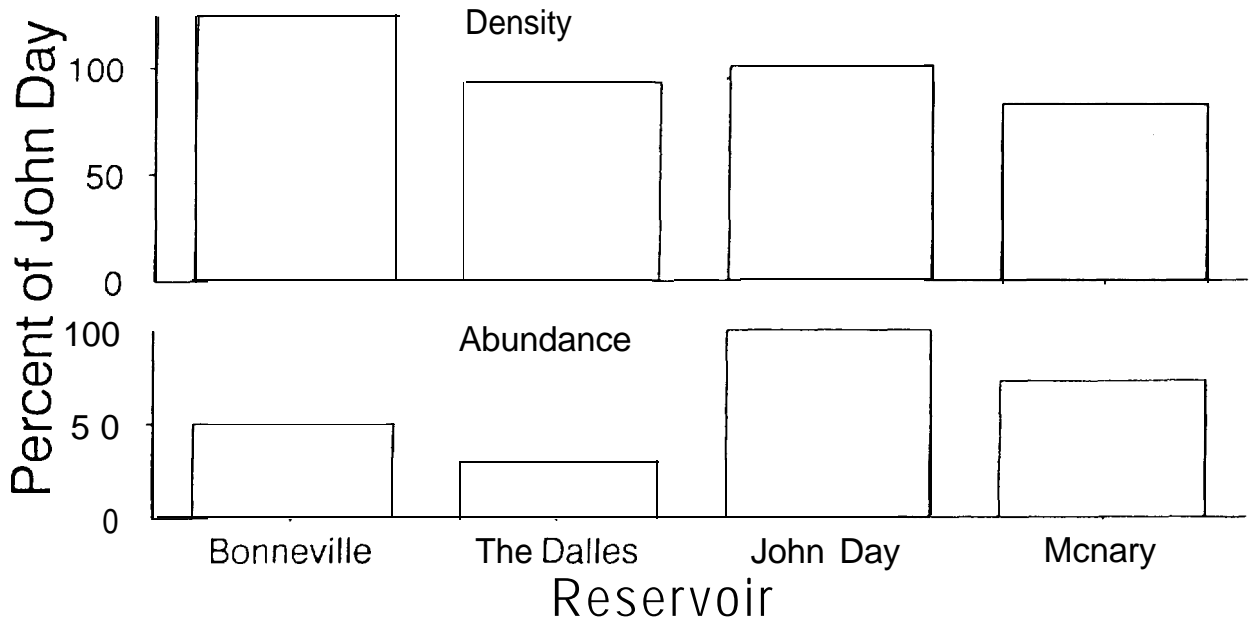 Percent of John Day
Density
100
50
0
Abundance
100
5 0
0
Bonneville The Dalles John Day Mcnary
Reservoir